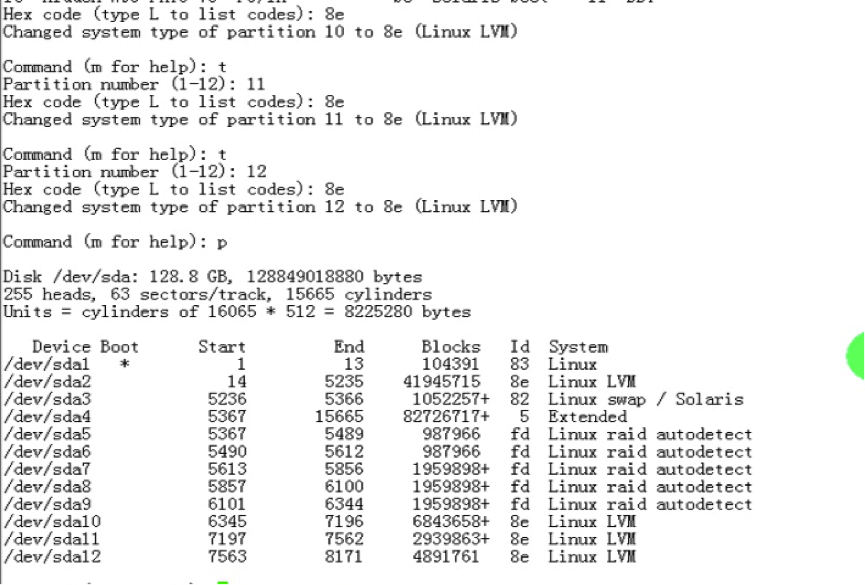 Hex code (type L to list codes): 8e
Changed system type of partition 10 to 8e (Linux LVM)
Command (m for help): t
Partition number (1-12): 11
Hex code (type L to list codes): 8e
Changed system type of partition 11 to 8e (Linux LVM)
Command (m for help): t
Partition number (1-12): 12
Hex code (type L to list codes): 8e
Changed system type of partition 12 to 8e (Linux LVM)
Command (m for help): p
Disk /dev/sda: 128.8 GB, 128849018880 bytes
255 heads, 63 sectors/track, 15665 cylinders
Units = cylinders of 16065 * 512 = 8225280 bytes
Device Boot Start End Blocks Id System
/dev/sda1 * 1 13 104391 83 Linux
/dev/sda2 14 5235 41945715 8e Linux LVM
/dev/sda3 5236 5366 1052257+ 82 Linux swap / Solaris
/dev/sda4 5367 15665 82726717+ 5 Extended
/dev/sda5 5367 5489 987966 fd Linux raid autodetect
/dev/sda6 5490 5612 987966 fd Linux raid autodetect
/dev/sda7 5613 5856 1959898+ fd Linux raid autodetect
/dev/sda8 5857 6100 1959898+ fd Linux raid autodetect
/dev/sda9 6101 6344 1959898+ fd Linux raid autodetect
/dev/sda10 6345 7196 6843658+ 8e Linux LVM
/dev/sda11 7197 7562 2939863+ 8e Linux LVM
/dev/sda12 7563 8171 4891761 8e Linux LVM